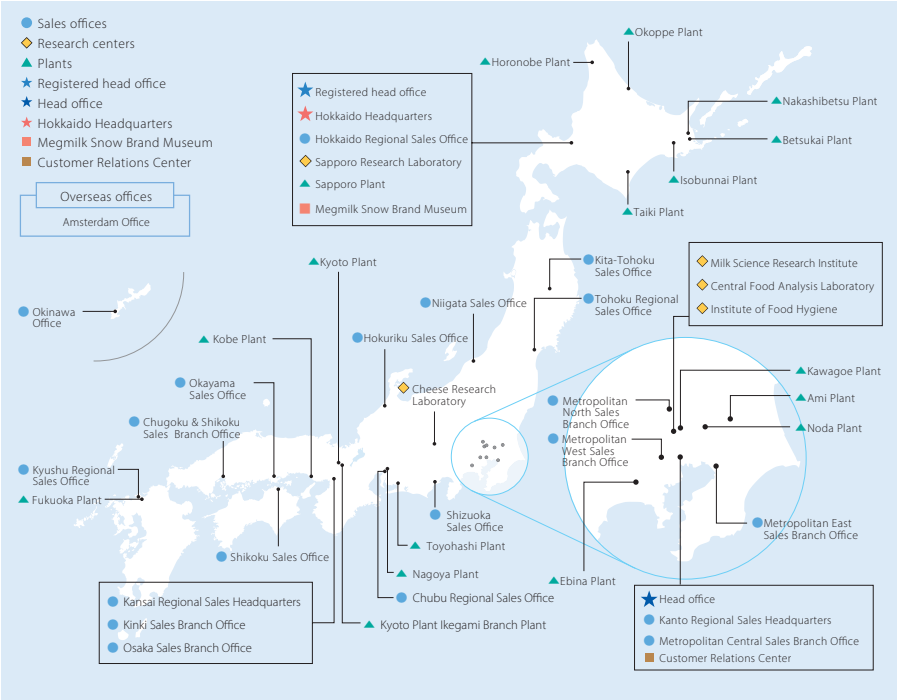 Sales offices
Research centers
Plants
Registered head office
Head office
Hokkaido Headquarters
Megmilk Snow Brand Museum
Customer Relations Center
Overseas offices
Amsterdam Office
Registered head office
Hokkaido Headquarters
Hokkaido Regional Sales Office
Sapporo Research Laboratory
Sapporo Plant
Megmilk Snow Brand Museum
Okoppe Plant
Horonobe Plant
Nakashibetsu Plant
Betsukai Plant
Isobunnai Plant
Taiki Plant
Kita-Tohoku
Sales Office
Tohoku Regional
Sales Office
Milk Science Research Institute
Central Food Analysis Laboratory
Institute of Food Hygiene
Kyoto Plant
Niigata Sales Office
Hokuriku Sales Office
Okinawa
Office
Kobe Plant
Okayama
Sales Office
Cheese Research
Laboratory
Chugoku & Shikoku
Sales Branch Office
Kyushu Regional
Sales Office
Fukuoka Plant
Shikoku Sales Office
Kawagoe Plant
Ami Plant
Noda Plant
Metropolitan
North Sales
Branch Office
Metropolitan
West Sales
Branch Office
Metropolitan East
Sales Branch Office
Ebina Plant
Shizuoka
Sales Office
Toyohashi Plant
Nagoya Plant
Chubu Regional Sales Office
Kyoto Plant Ikegami Branch Plant
Kansai Regional Sales Headquarters
Kinki Sales Branch Office
Osaka Sales Branch Office
Head office
Kanto Regional Sales Headquarters
Metropolitan Central Sales Branch Office
Customer Relations Center